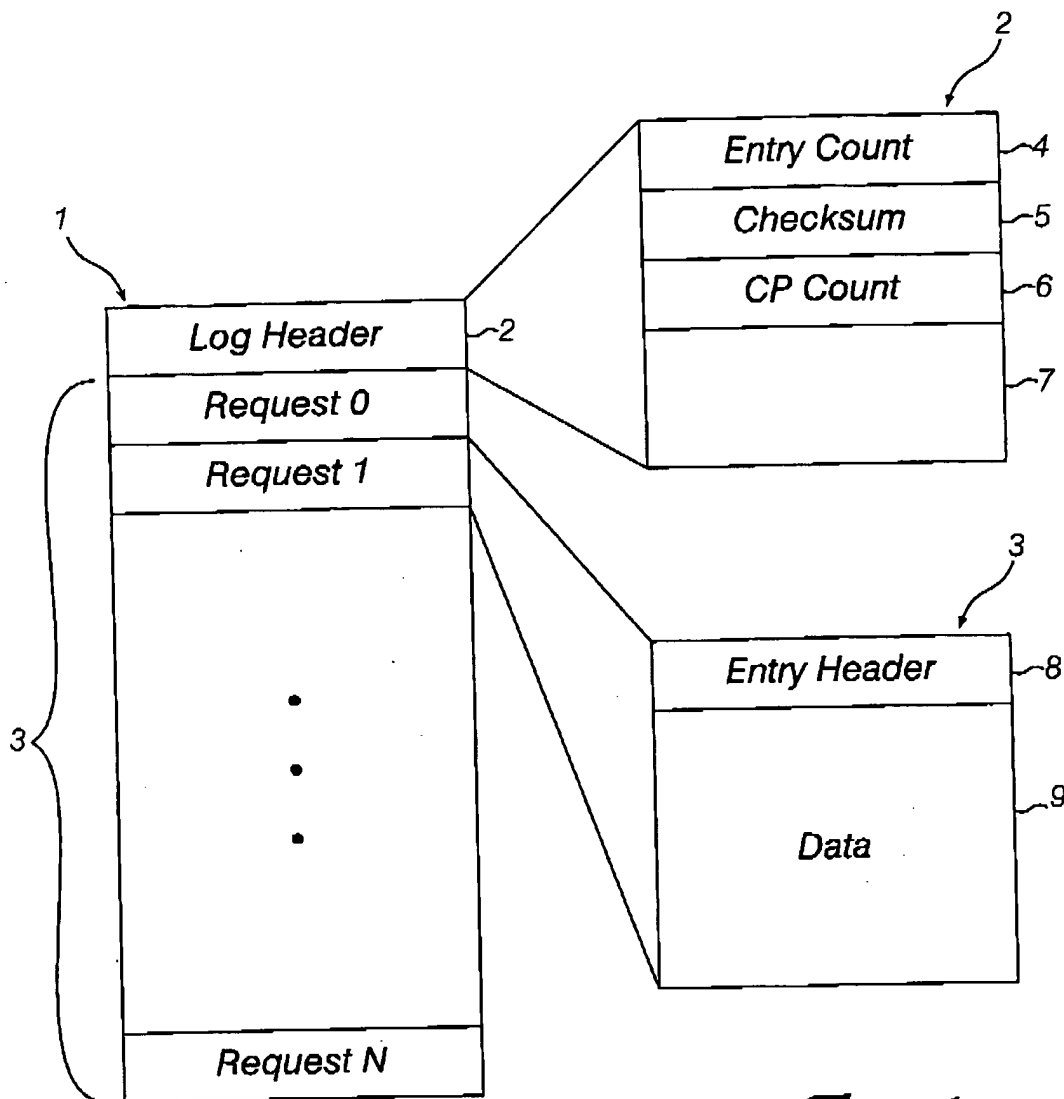 2
Entry Count
4
Checksum
5
CP Count
6
7
1
Log Header
2
Request 0
Request 1
3
3
Entry Header
8
Data
9
Request N